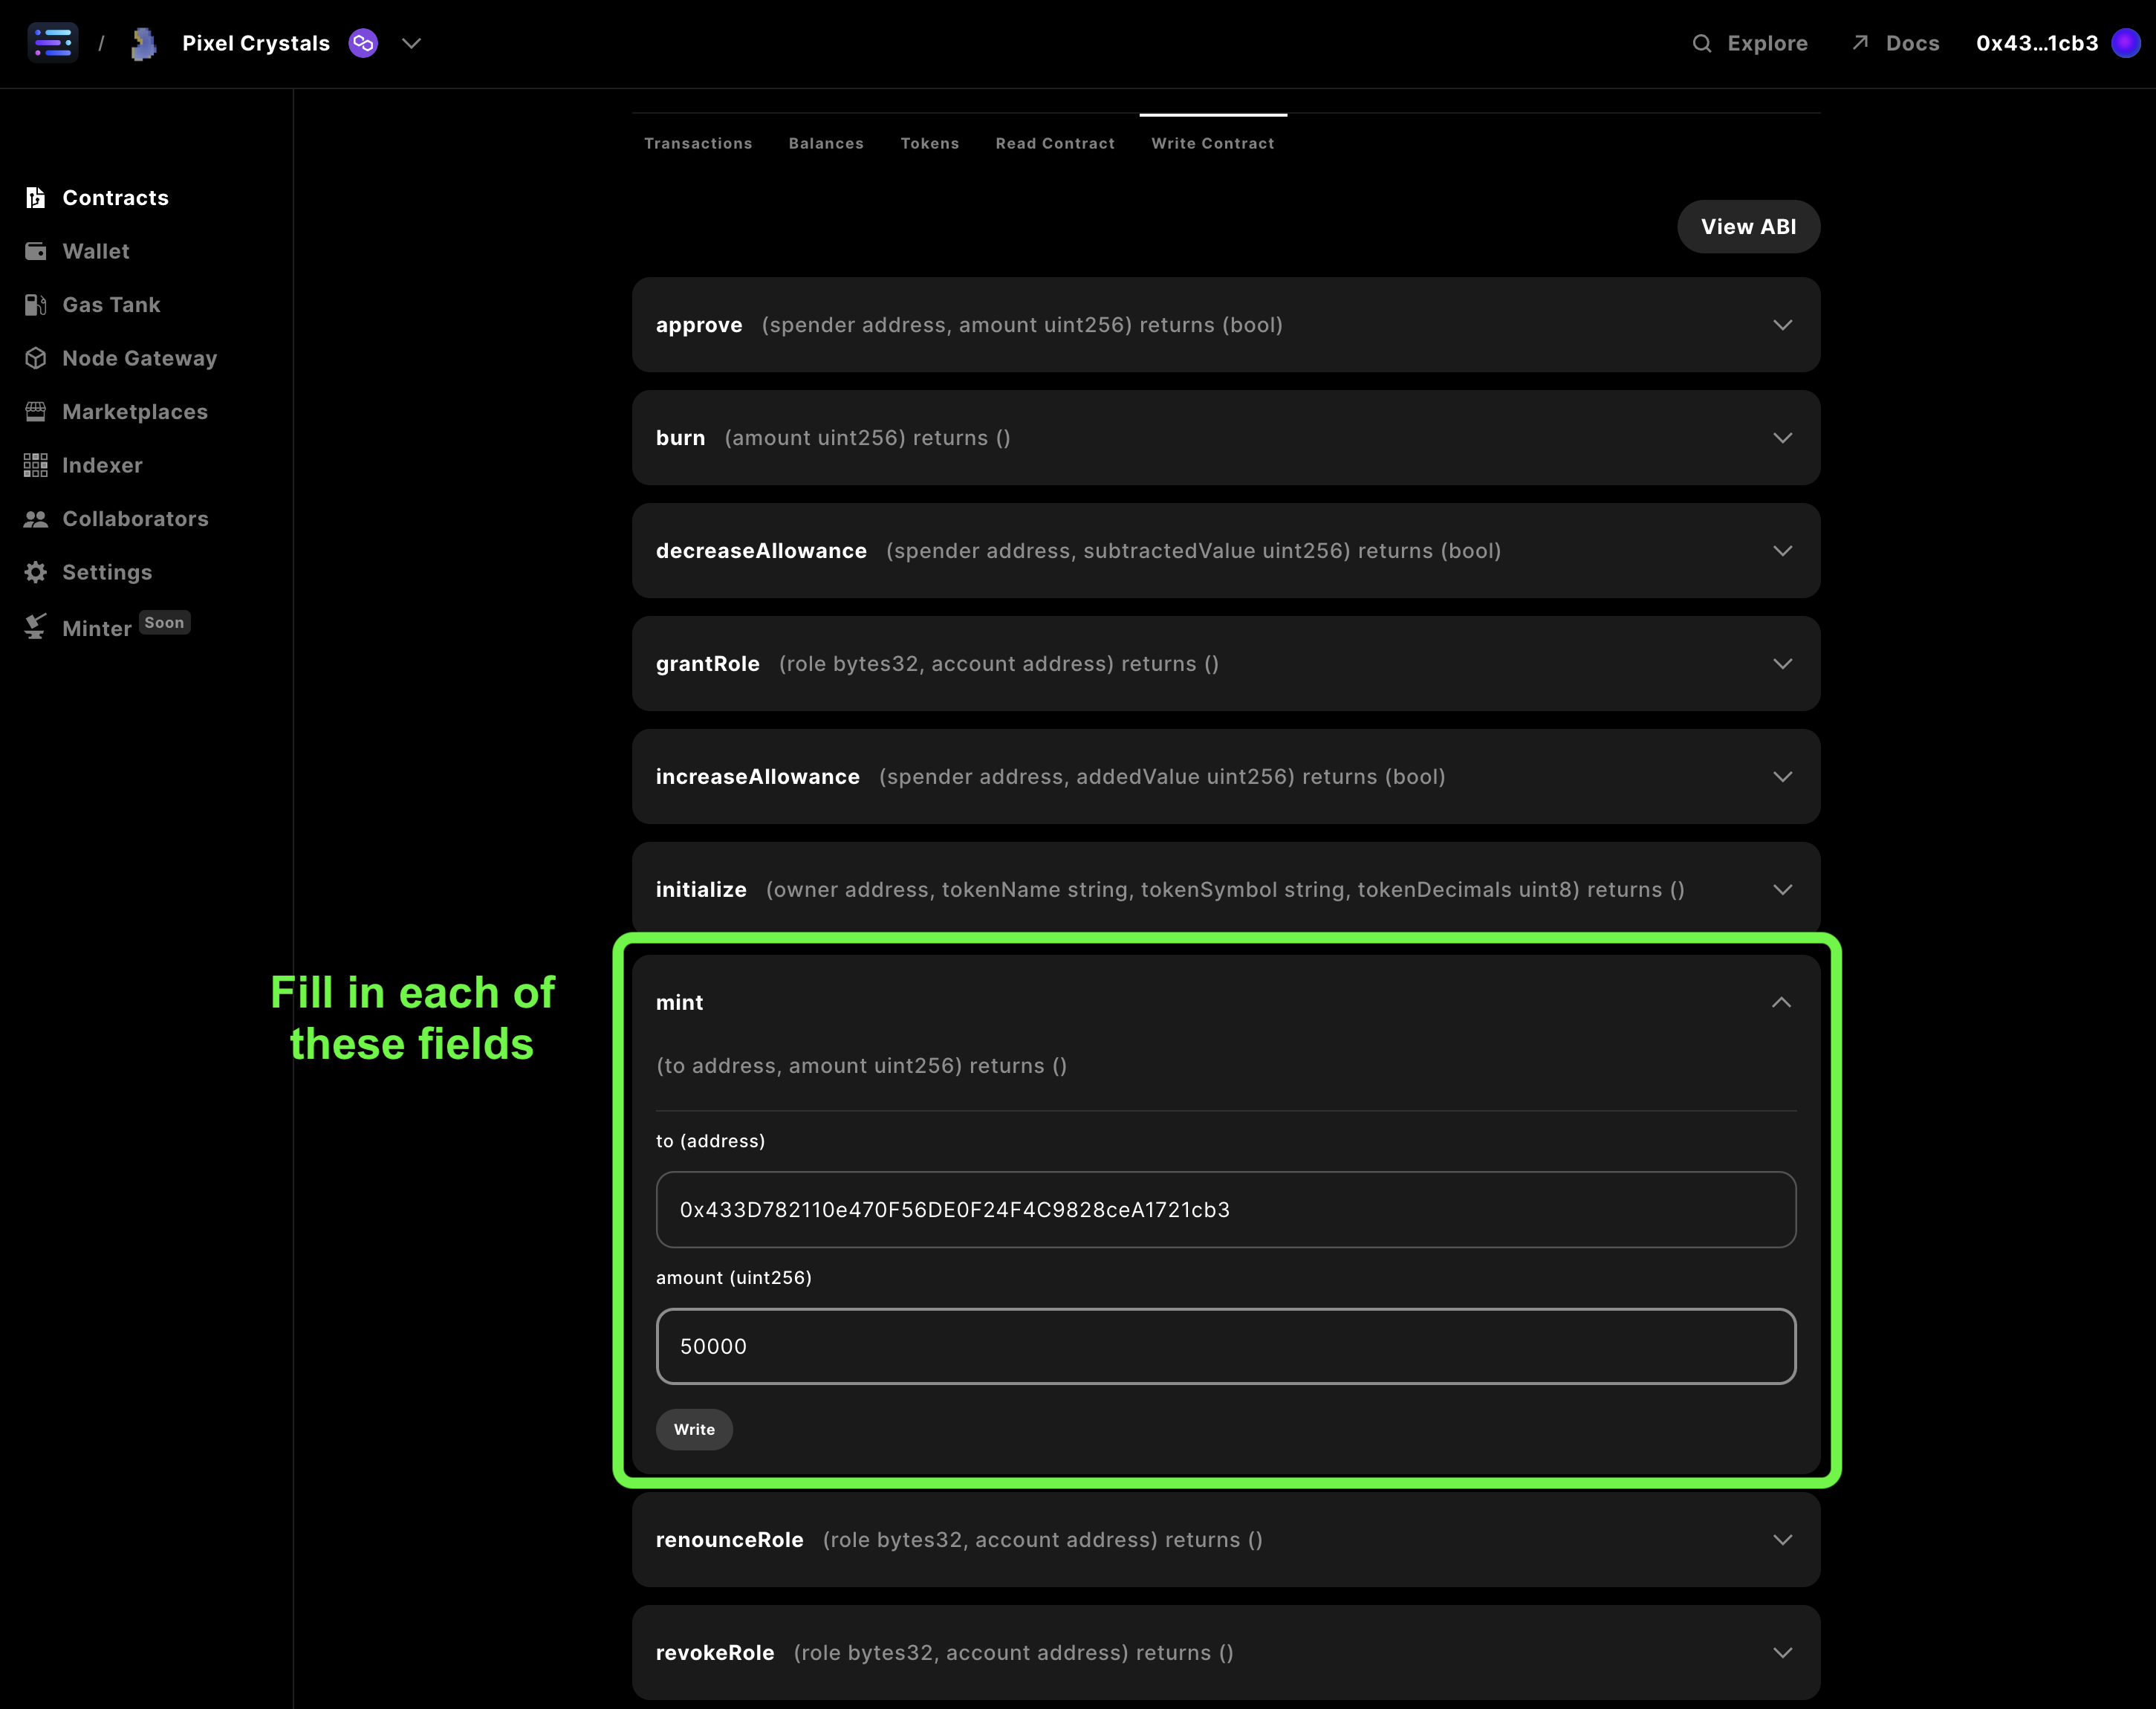 / Pixel Crystals Explore Docs 0x43...1cb3
Transactions Balances Tokens Read Contract Write Contract
Contracts
Wallet
Gas Tank
Node Gateway
Marketplaces
Indexer
Collaborators
Settings
Minter Soon
View ABI
approve (spender address, amount uint256) returns (bool)
burn (amount uint256) returns ()
decreaseAllowance (spender address, subtractedValue uint256) returns (bool)
grantRole (role bytes32, account address) returns ()
increaseAllowance (spender address, addedValue uint256) returns (bool)
initialize (owner address, tokenName string, tokenSymbol string, tokenDecimals uint8) returns ()
Fill in each of
these fields
mint
(to address, amount uint256) returns ()
to (address)
0x433D782110e470F56DE0F24F4C9828ceA1721cb3
amount (uint256)
50000
Write
renounceRole (role bytes32, account address) returns ()
revokeRole (role bytes32, account address) returns ()